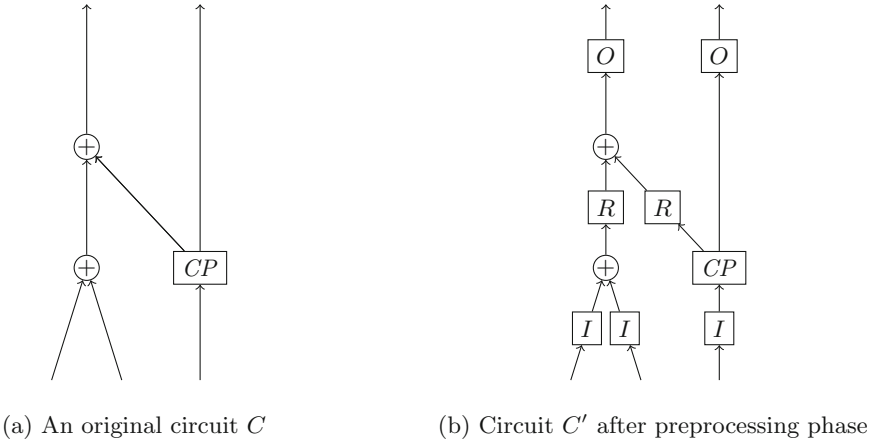 O O
+ +
R R
+ CP + CP
I I I
(a) An original circuit C (b) Circuit C′ after preprocessing phase